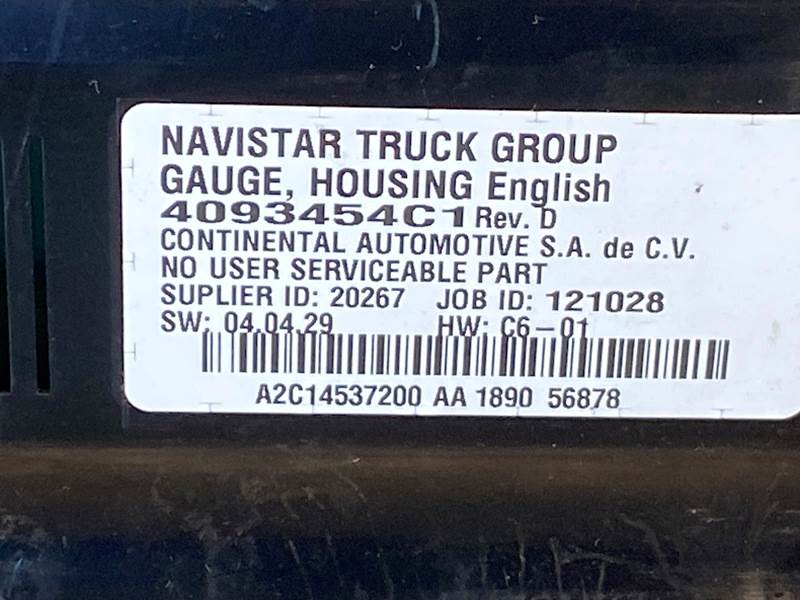 NAVISTAR TRUCK GROUP
GAUGE, HOUSING English
4093454C1 Rev. D
CONTINENTAL AUTOMOTIVE S.A. de C.V.
NO USER SERVICEABLE PART
SUPLIER ID: 20267 JOB ID: 121028
SW: 04.04.29 HW: C6-01
A2C14537200 AA 1890 56878